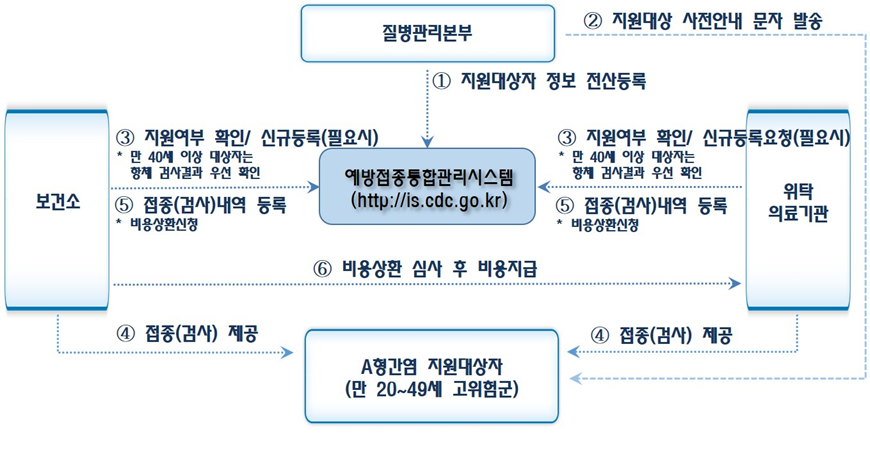 질병관리본부
② 지원대상 사전안내 문자 발송
① 지원대상자 정보 전산등록
③ 지원여부 확인/ 신규등록(필요시)
* 만 40세 이상 대상자는
항체 검사결과 우선 확인
③ 지원여부 확인/ 신규등록요청(필요시)
* 만 40세 이상 대상자는
항체 검사결과 우선 확인
예방접종통합관리시스템
(http://is.cdc.go.kr)
보건소
위탁
의료기관
⑤ 접종(검사)내역 등록
* 비용상환신청
⑤ 접종(검사)내역 등록
* 비용상환신청
⑥ 비용상환 심사 후 비용지급
④ 접종(검사) 제공
④ 접종(검사) 제공
A형간염 지원대상자
(만 20~49세 고위험군)